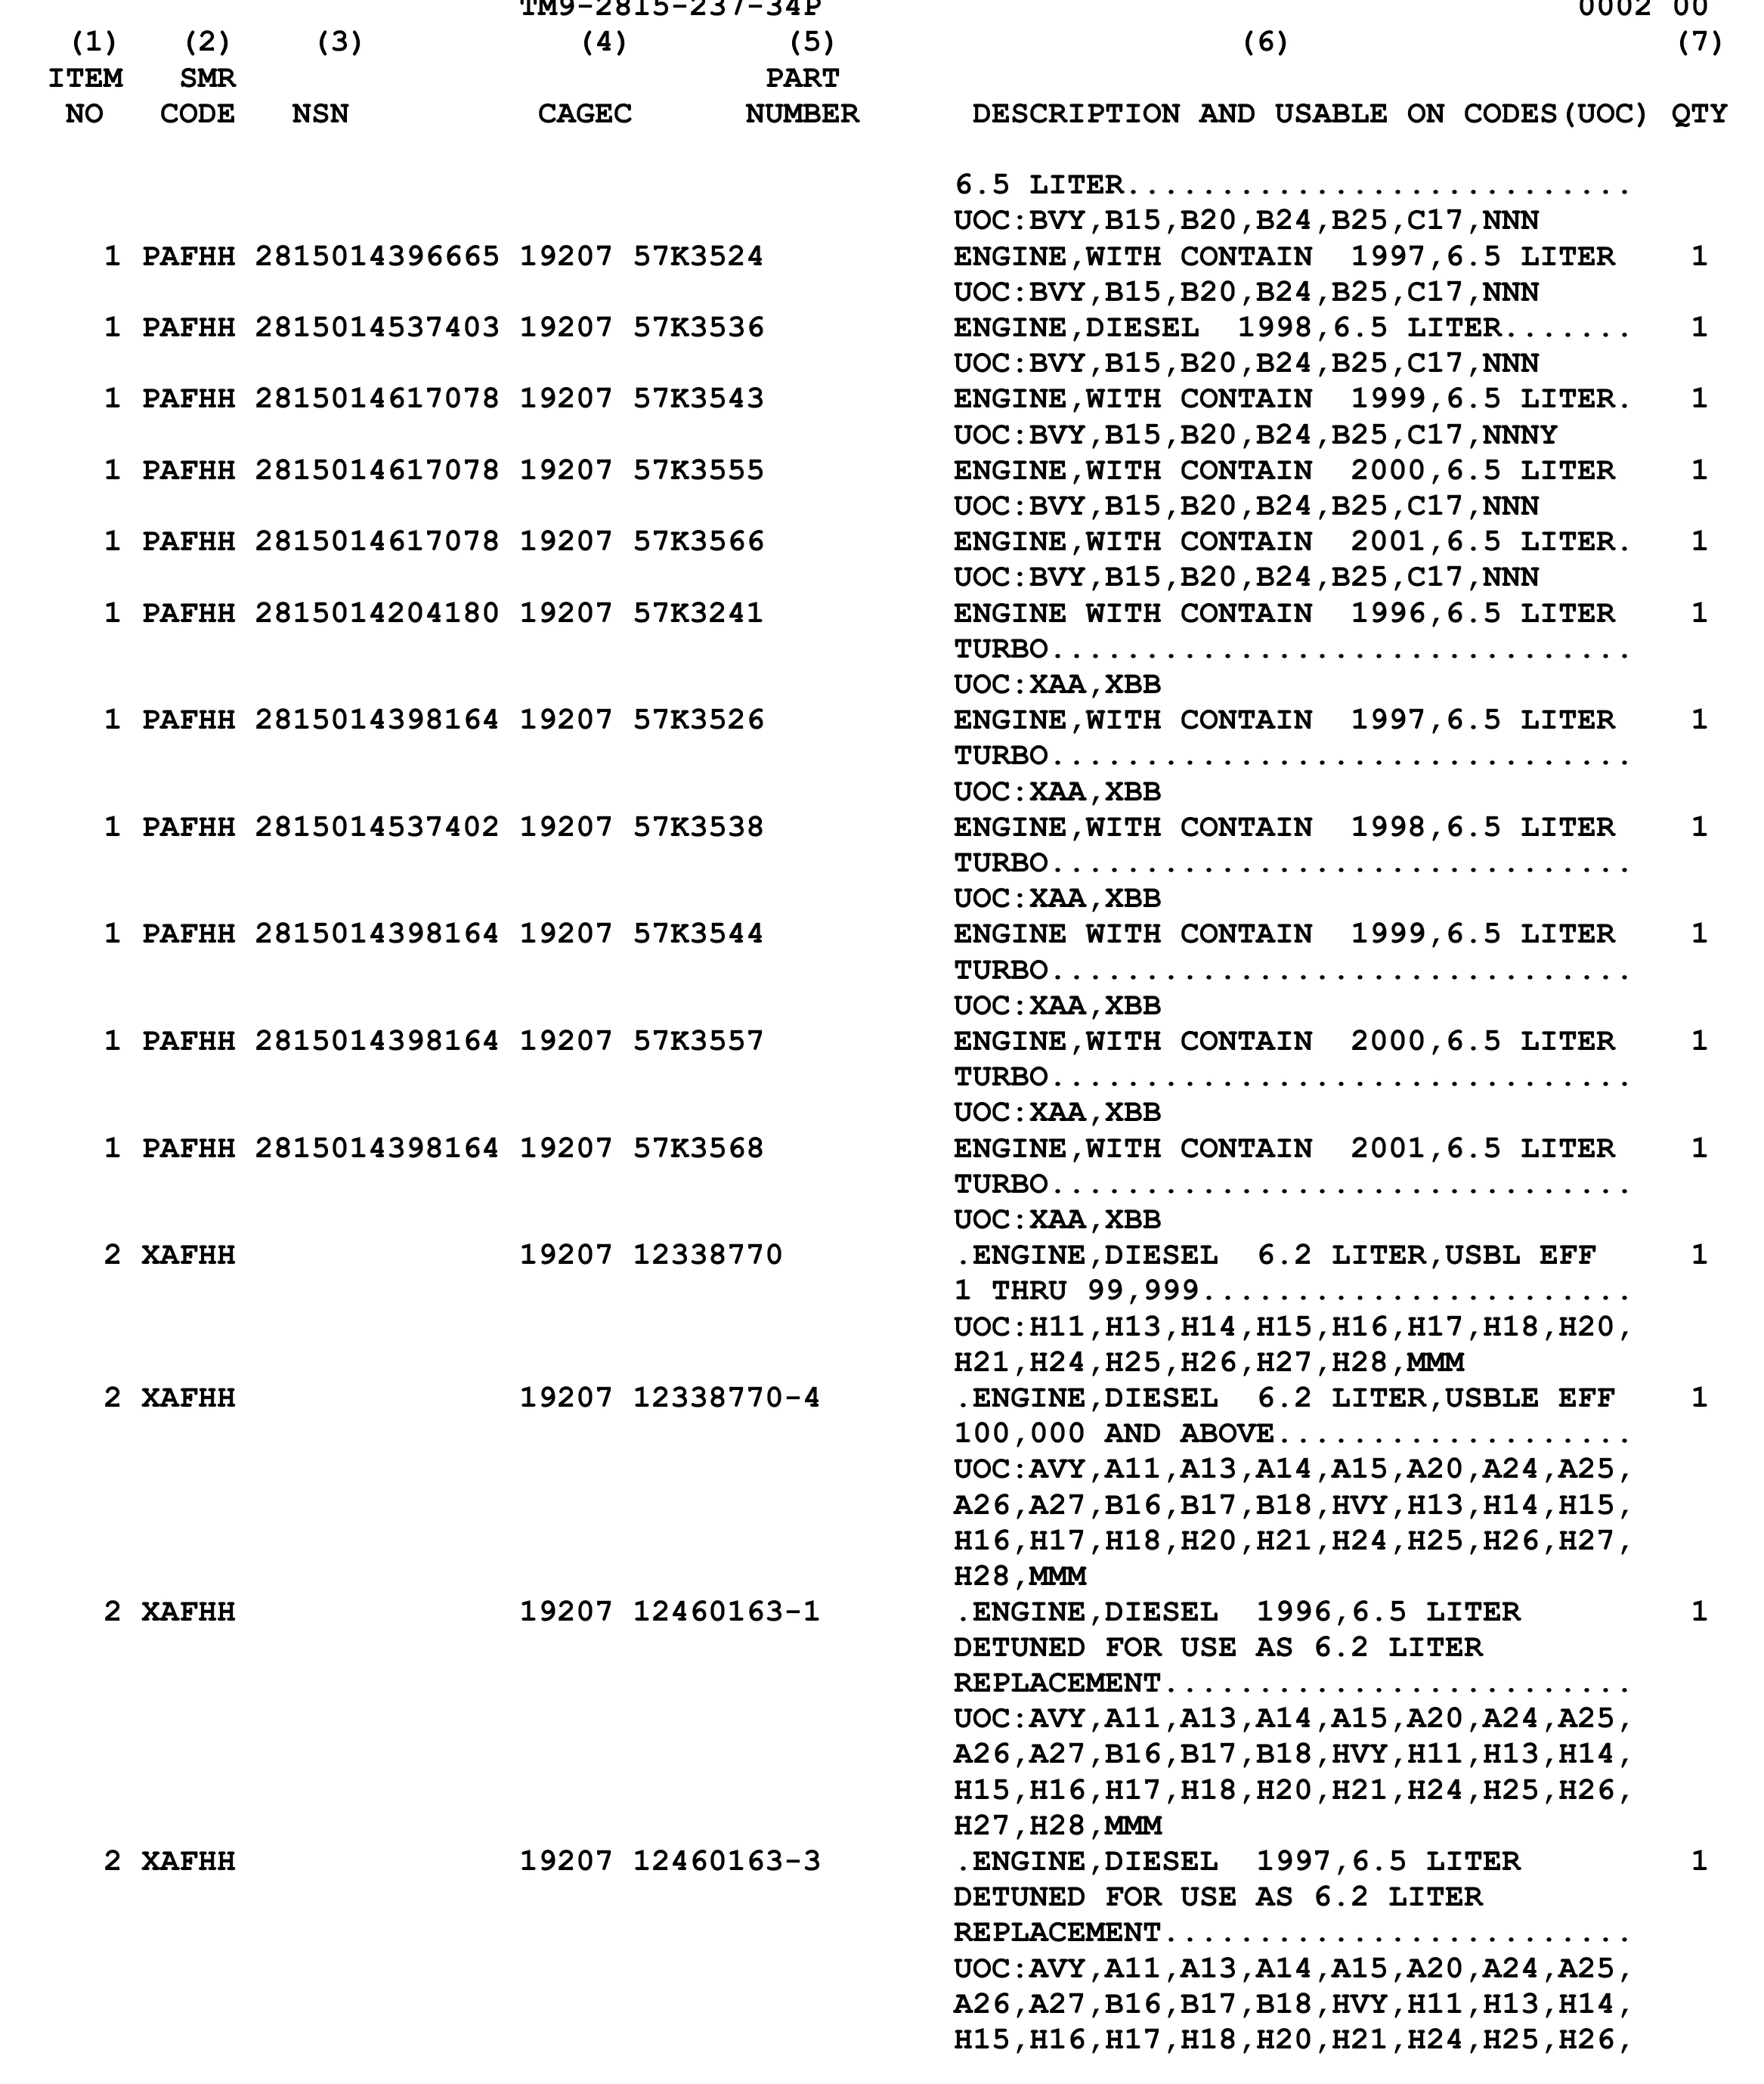 TM9-2815-237-34P 0002 00
(1) (2) (3) (4) (5) (6) (7)
ITEM SMR PART
NO CODE NSN CAGEC NUMBER DESCRIPTION AND USABLE ON CODES(UOC) QTY
6.5 LITER...........................
UOC:BVY,B15,B20,B24,B25,C17,NNN
1 PAFHH 2815014396665 19207 57K3524 ENGINE,WITH CONTAIN 1997,6.5 LITER 1
UOC:BVY,B15,B20,B24,B25,C17,NNN
1 PAFHH 2815014537403 19207 57K3536 ENGINE,DIESEL 1998,6.5 LITER....... 1
UOC:BVY,B15,B20,B24,B25,C17,NNN
1 PAFHH 2815014617078 19207 57K3543 ENGINE,WITH CONTAIN 1999,6.5 LITER. 1
UOC:BVY,B15,B20,B24,B25,C17,NNNY
1 PAFHH 2815014617078 19207 57K3555 ENGINE,WITH CONTAIN 2000,6.5 LITER 1
UOC:BVY,B15,B20,B24,B25,C17,NNN
1 PAFHH 2815014617078 19207 57K3566 ENGINE,WITH CONTAIN 2001,6.5 LITER. 1
UOC:BVY,B15,B20,B24,B25,C17,NNN
1 PAFHH 2815014204180 19207 57K3241 ENGINE WITH CONTAIN 1996,6.5 LITER 1
TURBO...............................
UOC:XAA,XBB
1 PAFHH 2815014398164 19207 57K3526 ENGINE,WITH CONTAIN 1997,6.5 LITER 1
TURBO...............................
UOC:XAA,XBB
1 PAFHH 2815014537402 19207 57K3538 ENGINE,WITH CONTAIN 1998,6.5 LITER 1
TURBO...............................
UOC:XAA,XBB
1 PAFHH 2815014398164 19207 57K3544 ENGINE WITH CONTAIN 1999,6.5 LITER 1
TURBO...............................
UOC:XAA,XBB
1 PAFHH 2815014398164 19207 57K3557 ENGINE,WITH CONTAIN 2000,6.5 LITER 1
TURBO...............................
UOC:XAA,XBB
1 PAFHH 2815014398164 19207 57K3568 ENGINE,WITH CONTAIN 2001,6.5 LITER 1
TURBO...............................
UOC:XAA,XBB
2 XAFHH 19207 12338770 .ENGINE,DIESEL 6.2 LITER,USBL EFF 1
1 THRU 99,999.......................
UOC:H11,H13,H14,H15,H16,H17,H18,H20,
H21,H24,H25,H26,H27,H28,MMM
2 XAFHH 19207 12338770-4 .ENGINE,DIESEL 6.2 LITER,USBLE EFF 1
100,000 AND ABOVE...................
UOC:AVY,A11,A13,A14,A15,A20,A24,A25,
A26,A27,B16,B17,B18,HVY,H13,H14,H15,
H16,H17,H18,H20,H21,H24,H25,H26,H27,
H28,MMM
2 XAFHH 19207 12460163-1 .ENGINE,DIESEL 1996,6.5 LITER 1
DETUNED FOR USE AS 6.2 LITER
REPLACEMENT.........................
UOC:AVY,A11,A13,A14,A15,A20,A24,A25,
A26,A27,B16,B17,B18,HVY,H11,H13,H14,
H15,H16,H17,H18,H20,H21,H24,H25,H26,
H27,H28,MMM
2 XAFHH 19207 12460163-3 .ENGINE,DIESEL 1997,6.5 LITER 1
DETUNED FOR USE AS 6.2 LITER
REPLACEMENT.........................
UOC:AVY,A11,A13,A14,A15,A20,A24,A25,
A26,A27,B16,B17,B18,HVY,H11,H13,H14,
H15,H16,H17,H18,H20,H21,H24,H25,H26,